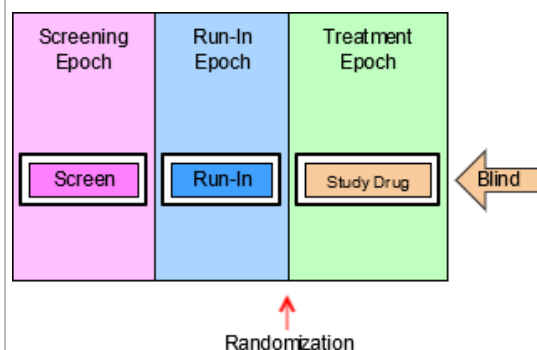 Screening
Epoch
Run-In
Epoch
Treatment
Epoch
Screen
Run-In
Study Drug
Blind
Randomization